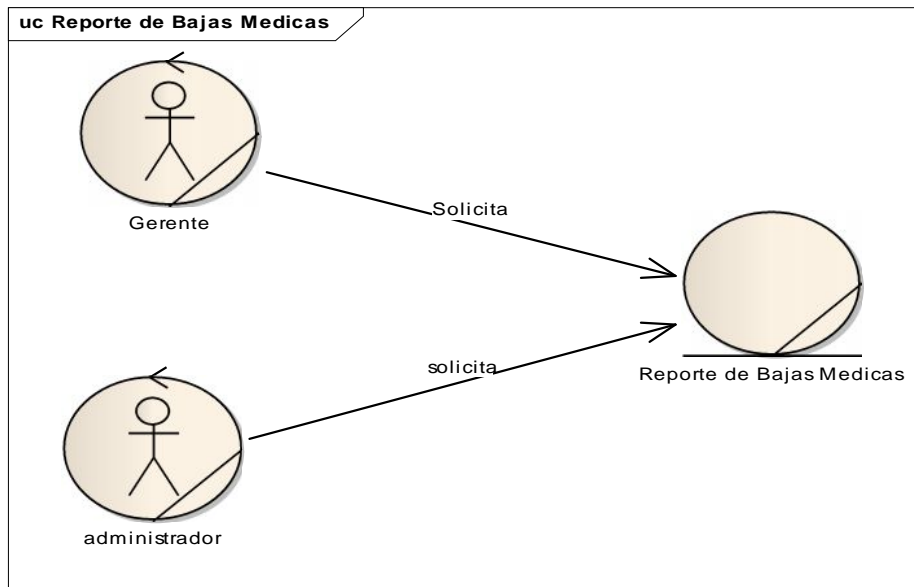 uc Reporte de Bajas Medicas
Gerente
Solicita
solicita
Reporte de Bajas Medicas
administrador